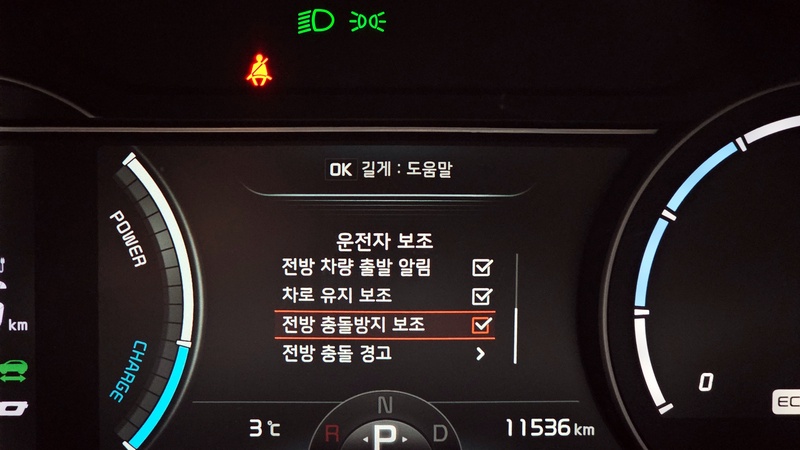 OK 길게 : 도움말
운전자 보조
전방 차량 출발 알림
차로 유지 보조
전방 충돌방지 보조
전방 충돌 경고
POWER
CHARGE
km
0
3℃
N
R P D
11536 km